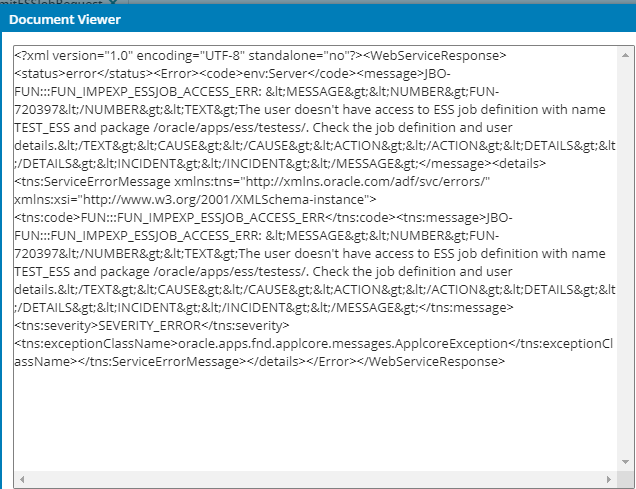 mitESSJobRequest
Document Viewer
<?xml version="1.0" encoding="UTF-8" standalone="no"?><WebServiceResponse>
<status>error</status><Error><code>env:Server</code><message>JBO-
FUN:::FUN_IMPEXP_ESSJOB_ACCESS_ERR: &lt;MESSAGE&gt;&lt;NUMBER&gt;FUN-
720397&lt;/NUMBER&gt;&lt;TEXT&gt;The user doesn't have access to ESS job definition with name
TEST_ESS and package /oracle/apps/ess/testess/. Check the job definition and user
details.&lt;/TEXT&gt;&lt;CAUSE&gt;&lt;/CAUSE&gt;&lt;ACTION&gt;&lt;/ACTION&gt;&lt;DETAILS&gt;&lt
;/DETAILS&gt;&lt;INCIDENT&gt;&lt;/INCIDENT&gt;&lt;/MESSAGE&gt;</message><details>
<tns:ServiceErrorMessage xmlns:tns="http://xmlns.oracle.com/adf/svc/errors/"
xmlns:xsi="http://www.w3.org/2001/XMLSchema-instance">
<tns:code>FUN:::FUN_IMPEXP_ESSJOB_ACCESS_ERR</tns:code><tns:message>JBO-
FUN:::FUN_IMPEXP_ESSJOB_ACCESS_ERR: &lt;MESSAGE&gt;&lt;NUMBER&gt;FUN-
720397&lt;/NUMBER&gt;&lt;TEXT&gt;The user doesn't have access to ESS job definition with name
TEST_ESS and package /oracle/apps/ess/testess/. Check the job definition and user
details.&lt;/TEXT&gt;&lt;CAUSE&gt;&lt;/CAUSE&gt;&lt;ACTION&gt;&lt;/ACTION&gt;&lt;DETAILS&gt;&lt
;/DETAILS&gt;&lt;INCIDENT&gt;&lt;/INCIDENT&gt;&lt;/MESSAGE&gt;</tns:message>
<tns:severity>SEVERITY_ERROR</tns:severity>
<tns:exceptionClassName>oracle.apps.fnd.applcore.messages.ApplcoreException</tns:exceptionCl
assName></tns:ServiceErrorMessage></details></Error></WebServiceResponse>